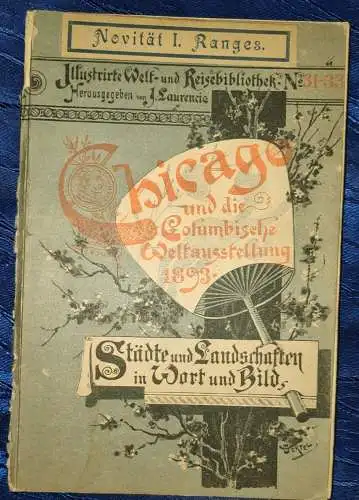 Novität I. Ranges.
Illustrirte Welt- und Reisebibliothek. No. 31-33
Herausgegeben von J. Laurencic
Chicago
und die
Columbische
Weltausstellung
1893.
Städte und Landschaften
in Wort und Bild.